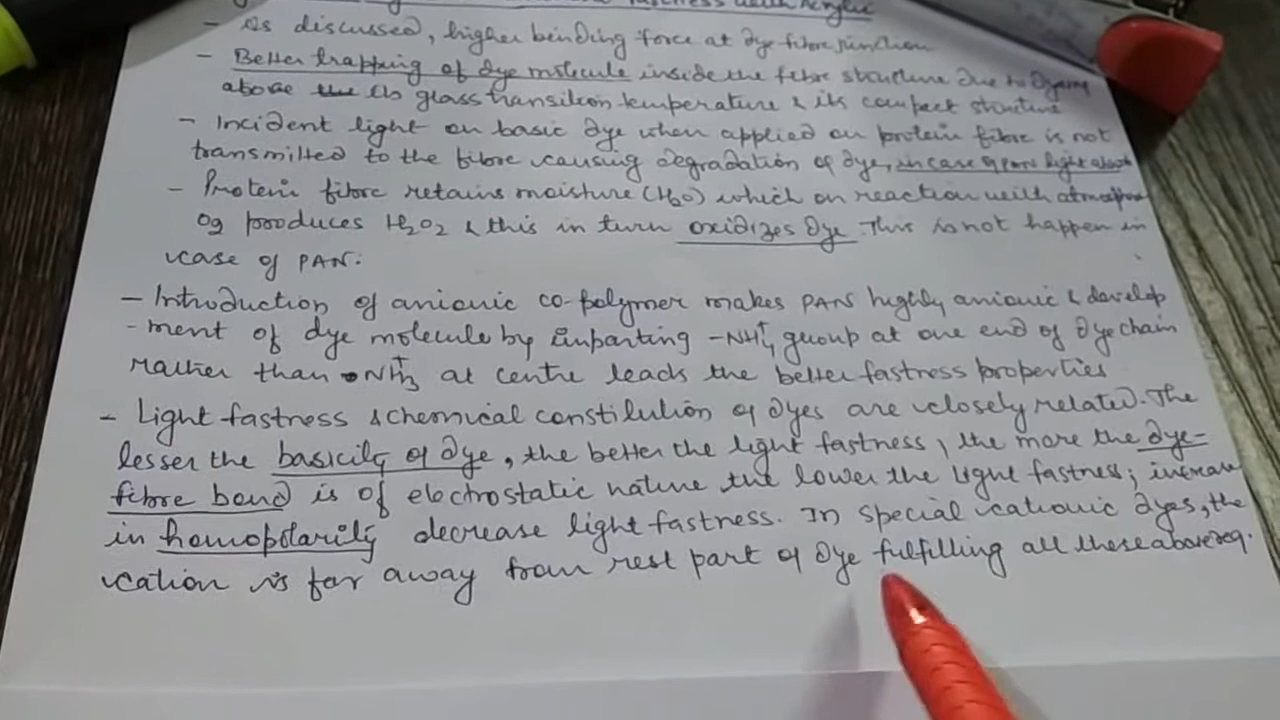 fastness with Acrylic
- As discussed, higher binding force at dye fibre junction
- Better trapping of dye molecule inside the fibre structure due to dyeing
above its glass transition temperature & its compact structure
- Incident light on basic dye when applied on protein fibre is not
transmitted to the fibre causing degradation of dye, in case of PAN light
- Protein fibre retains moisture (H2O) which on reaction with
O2 produces H2O2 & this in turn oxidizes dye. This is not happen in
case of PAN.
- Introduction of anionic co-polymer makes PAN highly anionic & develop
- ment of dye molecule by imparting -NH4+ group at one end of dye chain
rather than NH3+ at centre leads the better fastness properties
- Light fastness & chemical constitution of dyes are closely related. The
lesser the basicity of dye, the better the light fastness, the more the dye-
fibre bond is of electrostatic nature the lower the light fastness; increase
in homopolarity decrease light fastness. In special cationic dyes, the
cation is far away from rest part of dye fulfilling all these above req.